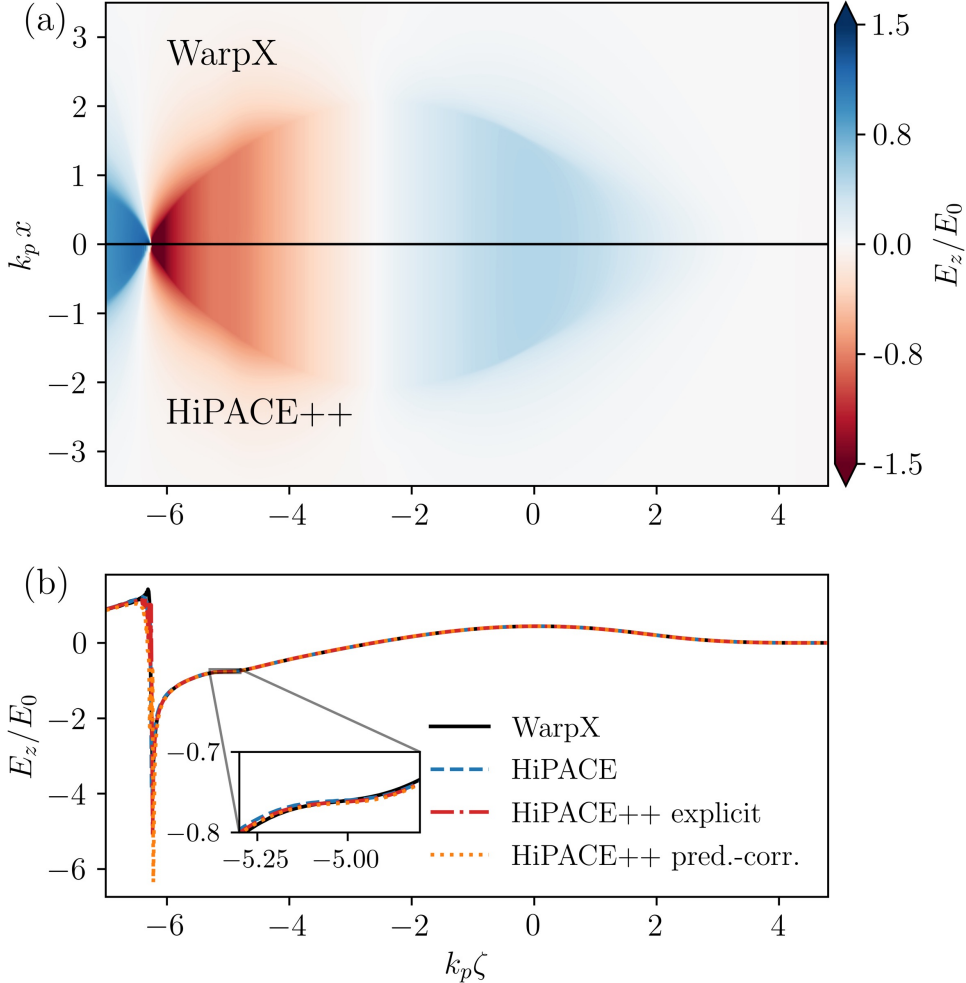 (a)
WarpX
HiPACE++
3
2
1
0
−1
−2
−3
k_p x
−6 −4 −2 0 2 4
1.5
0.8
0.0
-0.8
-1.5
E_z/E_0
(b)
0
−2
−4
−6
E_z/E_0
−0.7
−0.8
−5.25 −5.00
WarpX
HiPACE
HiPACE++ explicit
HiPACE++ pred.-corr.
−6 −4 −2 0 2 4
k_p ζ